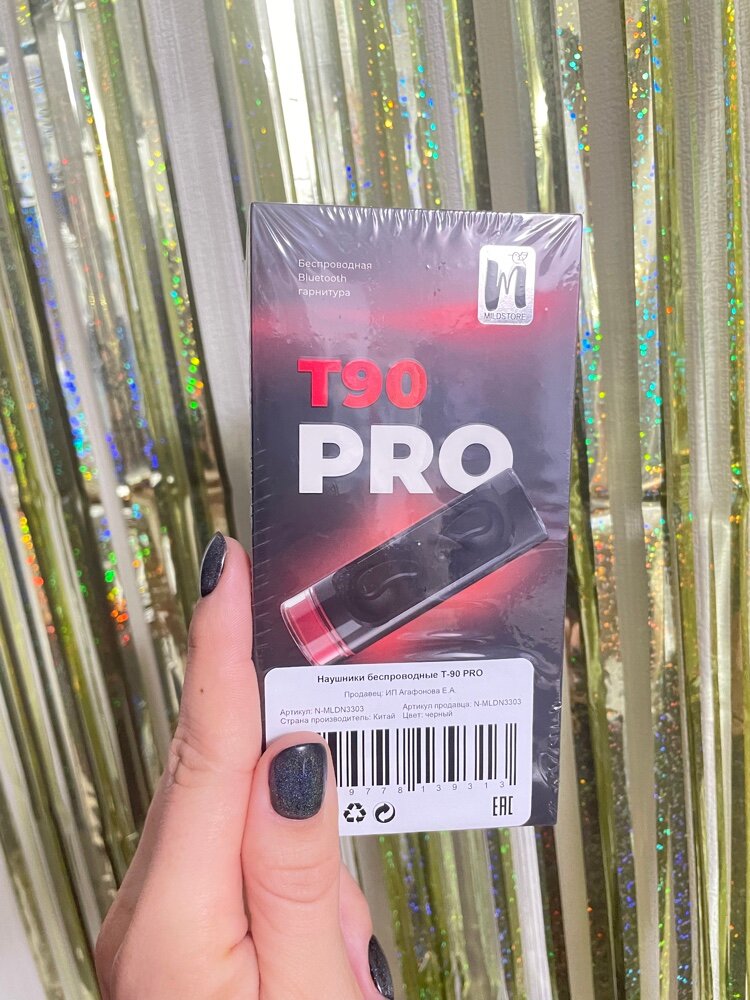 Беспроводная
Bluetooth
гарнитура
M
MILDSTORE
T90
PRO
Наушники беспроводные T-90 PRO
Продавец: ИП Агафонова Е.А.
Артикул: N-MLDN3303 Артикул продавца: N-MLDN3303
Страна производитель: Китай Цвет: черный
9778139313
EAC